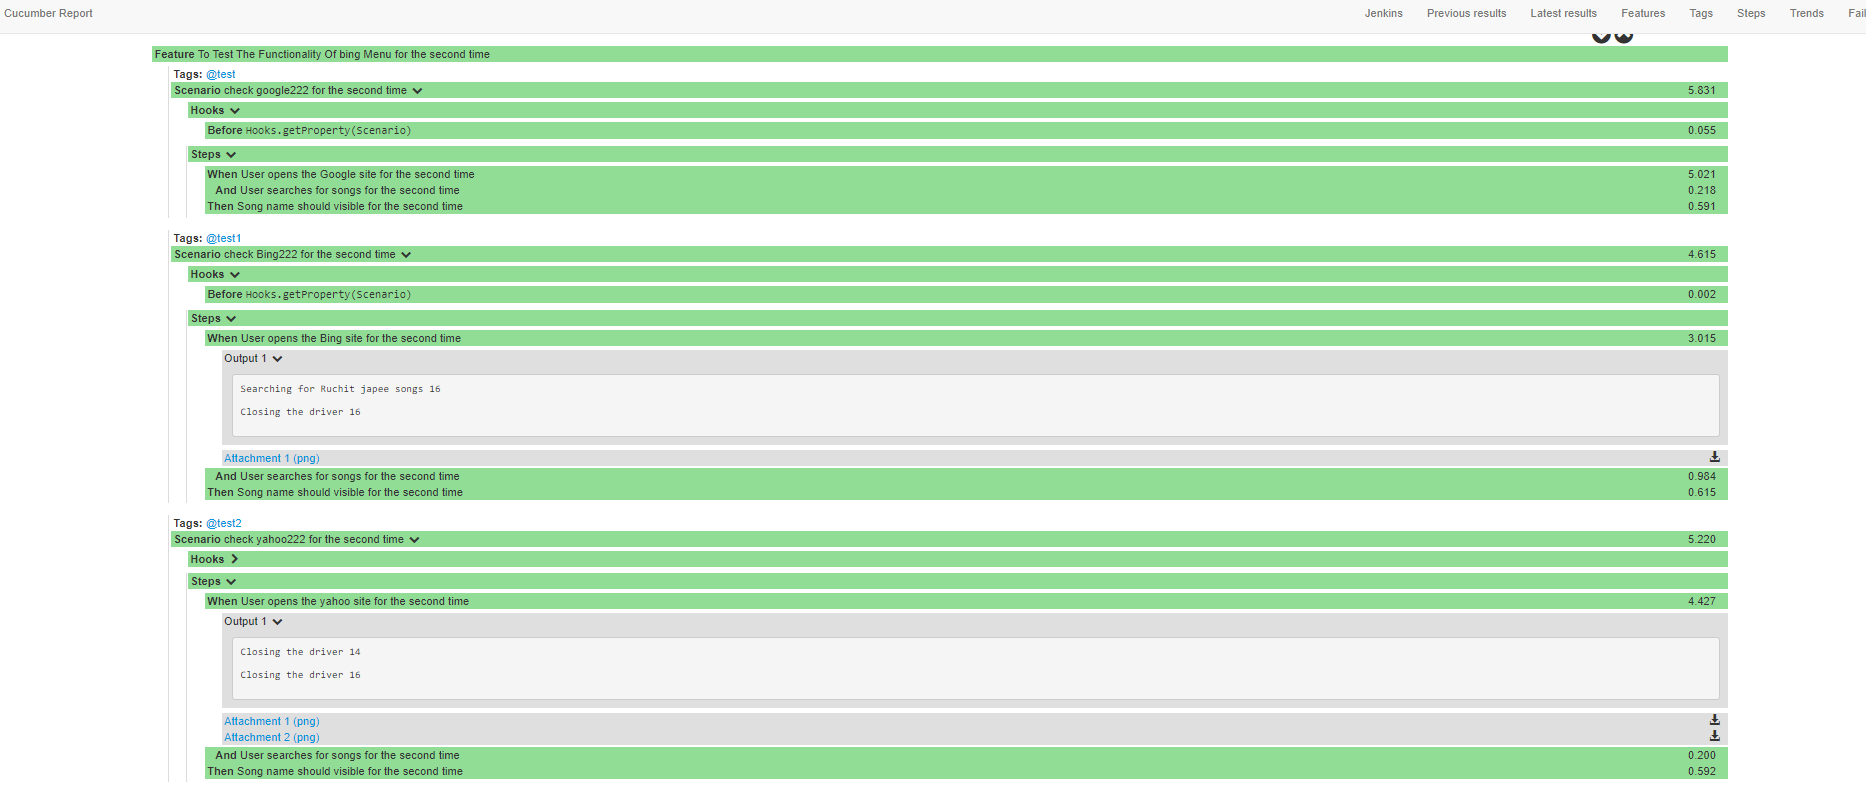 Cucumber Report Jenkins Previous results Latest results Features Tags Steps Trends Fail
Feature To Test The Functionality Of bing Menu for the second time
Tags: @test
Scenario check google222 for the second time 5.831
Hooks
Before Hooks.getProperty(Scenario) 0.055
Steps
When User opens the Google site for the second time 5.021
And User searches for songs for the second time 0.218
Then Song name should visible for the second time 0.591
Tags: @test1
Scenario check Bing222 for the second time 4.615
Hooks
Before Hooks.getProperty(Scenario) 0.002
Steps
When User opens the Bing site for the second time 3.015
Output 1
Searching for Ruchit japee songs 16
Closing the driver 16
Attachment 1 (png)
And User searches for songs for the second time 0.984
Then Song name should visible for the second time 0.615
Tags: @test2
Scenario check yahoo222 for the second time 5.220
Hooks
Steps
When User opens the yahoo site for the second time 4.427
Output 1
Closing the driver 14
Closing the driver 16
Attachment 1 (png)
Attachment 2 (png)
And User searches for songs for the second time 0.200
Then Song name should visible for the second time 0.592